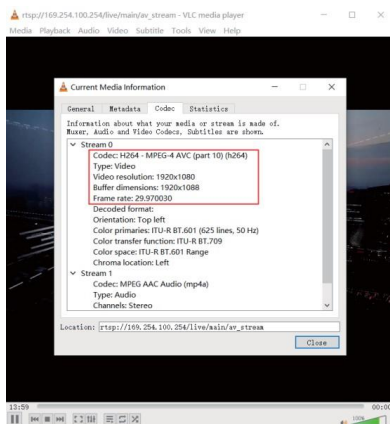 rtsp://169.254.100.254/live/main/av_stream - VLC media player
Media Playback Audio Video Subtitle Tools View Help
Current Media Information
General Metadata Codec Statistics
Information about what your media or stream is made of.
Muxer, Audio and Video Codecs, Subtitles are shown.
Stream 0
Codec: H264 - MPEG-4 AVC (part 10) (h264)
Type: Video
Video resolution: 1920x1080
Buffer dimensions: 1920x1088
Frame rate: 29.970030
Decoded format:
Orientation: Top left
Color primaries: ITU-R BT.601 (625 lines, 50 Hz)
Color transfer function: ITU-R BT.709
Color space: ITU-R BT.601 Range
Chroma location: Left
Stream 1
Codec: MPEG AAC Audio (mp4a)
Type: Audio
Channels: Stereo
Location: rtsp://169.254.100.254/live/main/av_stream
Close
13:59 00:00
100%